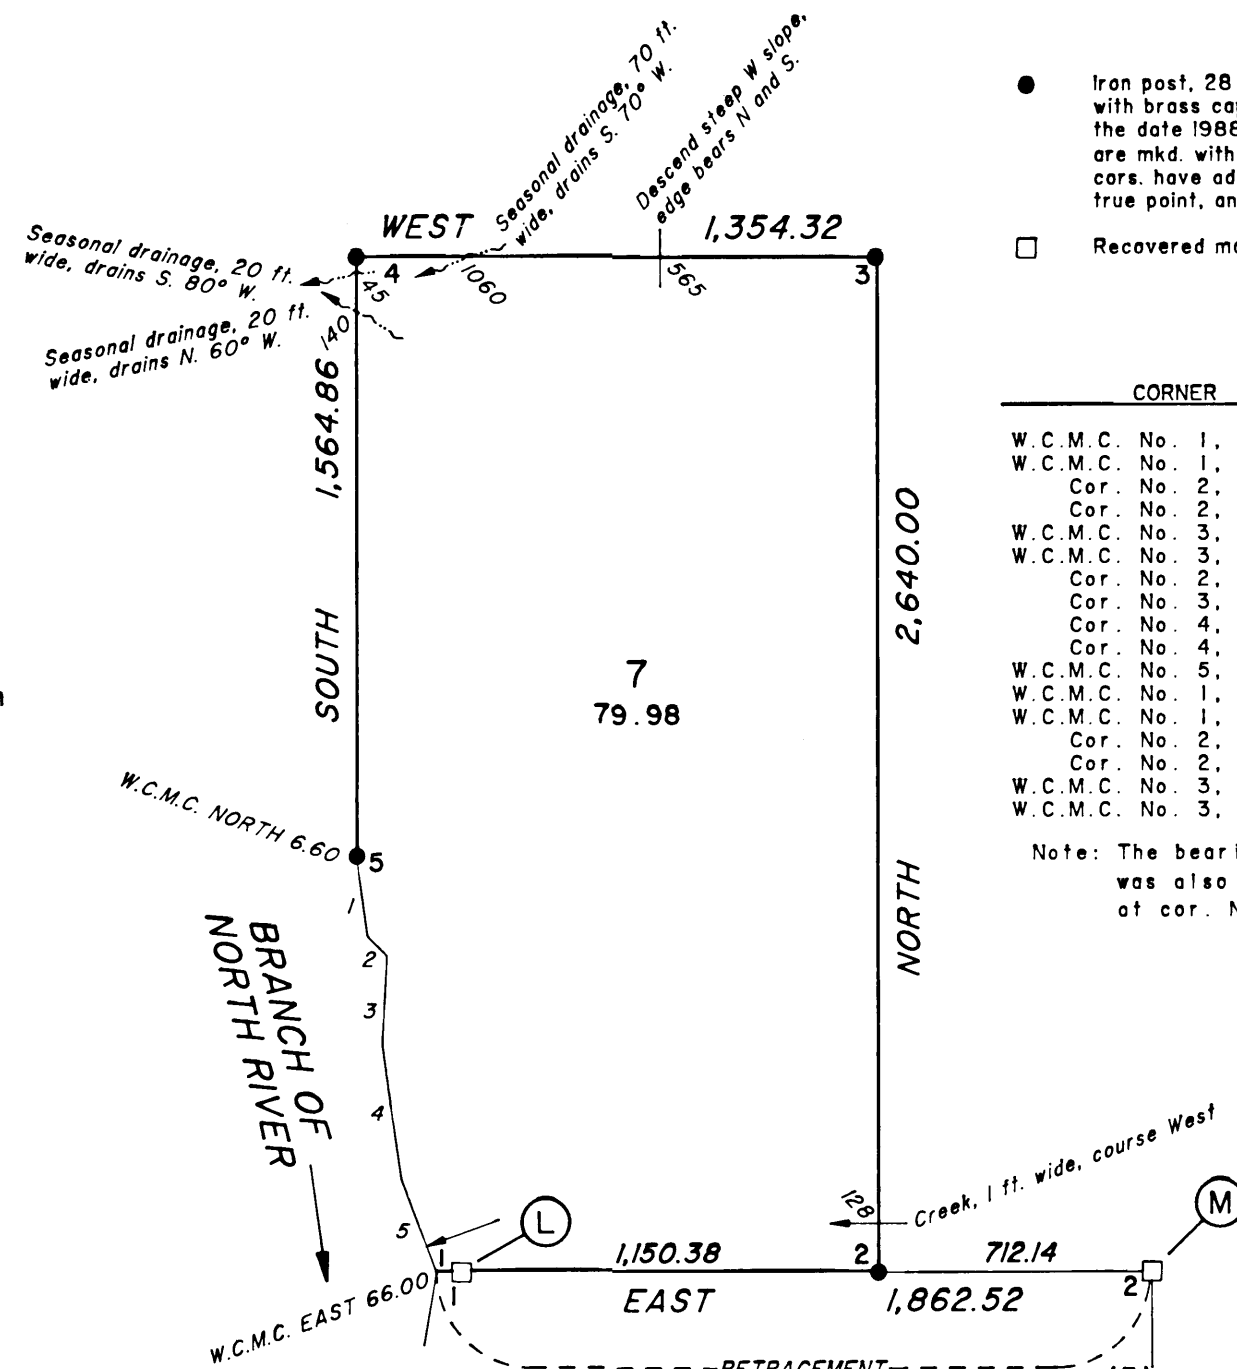 Seasonal drainage, 70 ft.
wide, drains S. 70° W.
Descend steep W slope,
edge bears N and S.
WEST
1,354.32
Seasonal drainage, 20 ft.
wide, drains S. 80° W.
4
45
1060
565
3
Seasonal drainage, 20 ft.
wide, drains N. 60° W.
140
1,564.86
SOUTH
2,640.00
NORTH
7
79.98
W.C.M.C. NORTH 6.60
5
1
2
3
4
5
BRANCH OF
NORTH RIVER
L
M
128
Creek, 1 ft. wide, course West
1
1,150.38
2
712.14
2
W.C.M.C. EAST 66.00
1
EAST
1,862.52
RETRACEMENT
Iron post, 28
with brass ca
the date 1988
are mkd. with
cors. have ad
true point, an
Recovered mo
CORNER
W.C.M.C. No. 1,
W.C.M.C. No. 1,
Cor. No. 2,
Cor. No. 2,
W.C.M.C. No. 3,
W.C.M.C. No. 3,
Cor. No. 2,
Cor. No. 3,
Cor. No. 4,
Cor. No. 4,
W.C.M.C. No. 5,
W.C.M.C. No. 1,
W.C.M.C. No. 1,
Cor. No. 2,
Cor. No. 2,
W.C.M.C. No. 3,
W.C.M.C. No. 3,
Note: The beari
was also
at cor. N